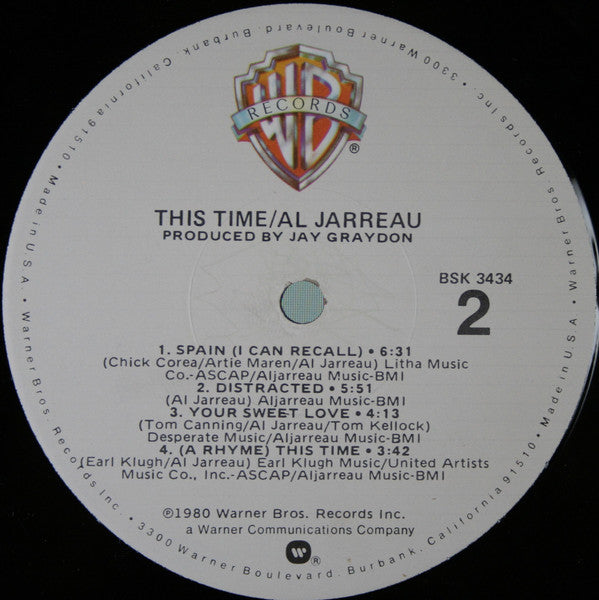 WB
RECORDS
®
THIS TIME/AL JARREAU
PRODUCED BY JAY GRAYDON
BSK 3434
2
1. SPAIN (I CAN RECALL) • 6:31
(Chick Corea/Artie Maren/Al Jarreau) Litha Music
Co.-ASCAP/Aljarreau Music-BMI
2. DISTRACTED • 5:51
(Al Jarreau) Aljarreau Music-BMI
3. YOUR SWEET LOVE • 4:13
(Tom Canning/Al Jarreau/Tom Kellock)
Desperate Music/Aljarreau Music-BMI
4. (A RHYME) THIS TIME • 3:42
(Earl Klugh/Al Jarreau) Earl Klugh Music/United Artists
Music Co., Inc.-ASCAP/Aljarreau Music-BMI
℗1980 Warner Bros. Records Inc.
a Warner Communications Company
®
Made in U.S.A. • Warner Bros. Records Inc. • 3300 Warner Boulevard. Burbank. California 91510 • Made in U.S.A. • Warner Bros. Records Inc. • 3300 Warner Boulevard. Burbank. California 91510 •